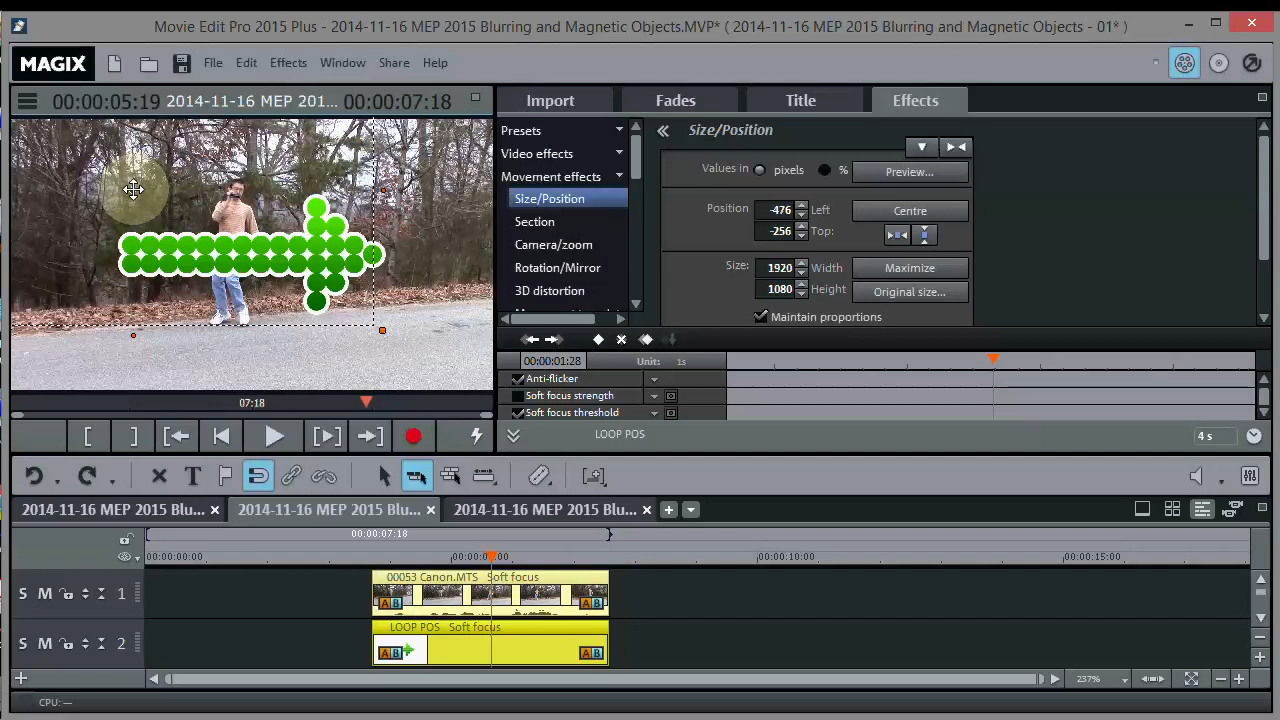 Movie Edit Pro 2015 Plus - 2014-11-16 MEP 2015 Blurring and Magnetic Objects.MVP* ( 2014-11-16 MEP 2015 Blurring and Magnetic Objects - 01* )
MAGIX File Edit Effects Window Share Help
00:00:05:19 2014-11-16 MEP 201... 00:00:07:18
Import Fades Title Effects
Presets
Video effects
Movement effects
Size/Position
Section
Camera/zoom
Rotation/Mirror
3D distortion
Size/Position
Values in pixels % Preview...
Position -476 Left Centre
-256 Top:
Size: 1920 Width Maximize
1080 Height Original size...
Maintain proportions
00:00:01:28 Unit: 1s
Anti-flicker
Soft focus strength
Soft focus threshold
07:18
LOOP POS 4 s
2014-11-16 MEP 2015 Blu... 2014-11-16 MEP 2015 Blu... 2014-11-16 MEP 2015 Blu...
00:00:07:18
00:00:00:00 00:00:10:00 00:00:15:00
S M 1 00053 Canon.MTS Soft focus
AB AB
S M 2 LOOP POS Soft focus
AB AB
237%
CPU: —